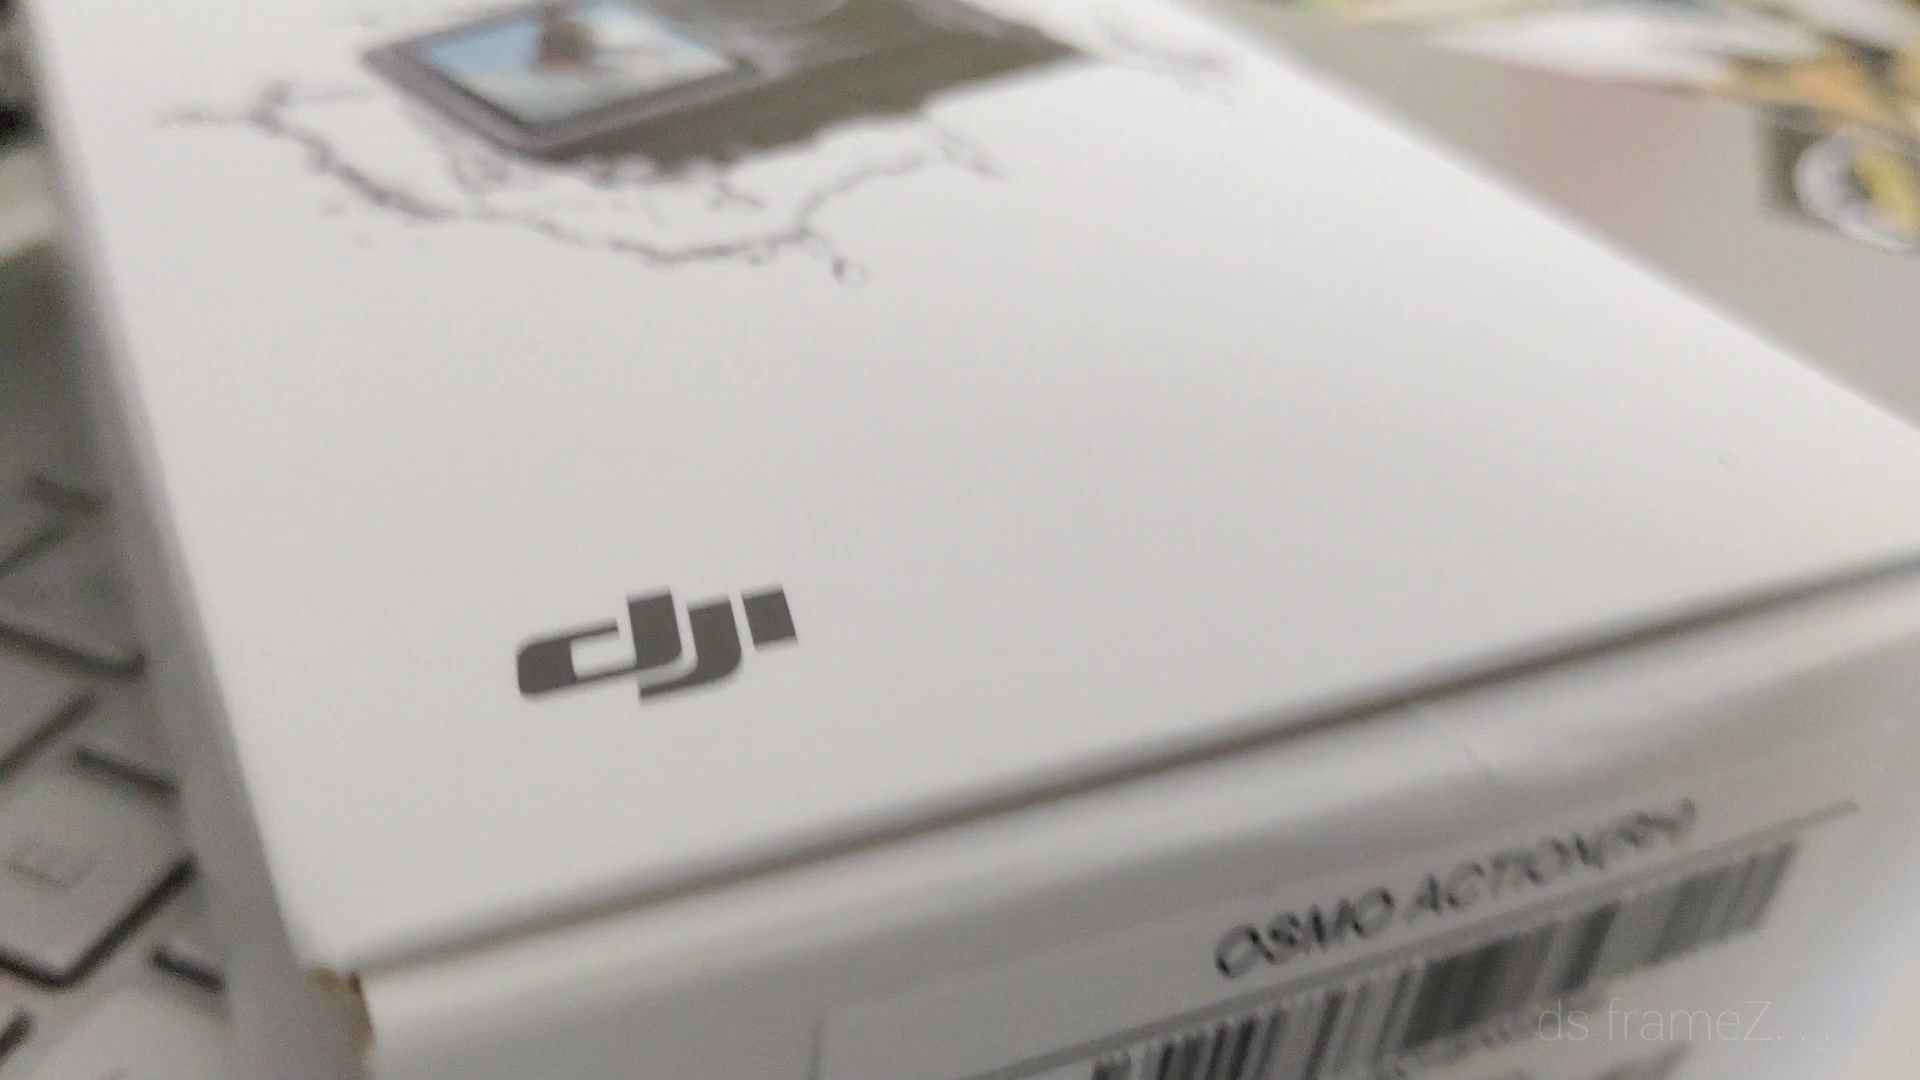 dji
OSMO ACTION
ds frameZ. . .